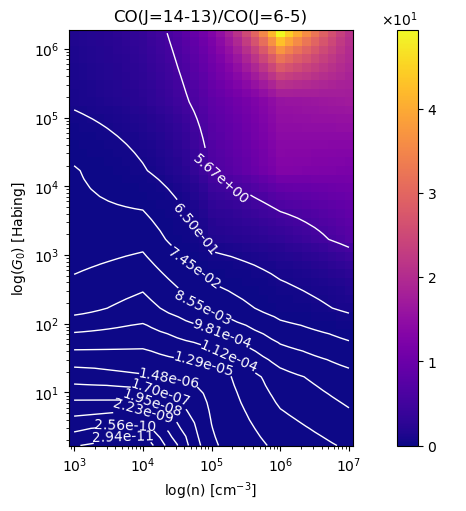 CO(J=14-13)/CO(J=6-5)
×10¹
log(G₀) [Habing]
10⁶
10⁵
10⁴
10³
10²
10¹
5.67e+00
6.50e-01
7.45e-02
8.55e-03
9.81e-04
1.12e-04
1.29e-05
1.48e-06
1.70e-07
1.95e-08
2.23e-09
2.56e-10
2.94e-11
10³ 10⁴ 10⁵ 10⁶ 10⁷
log(n) [cm⁻³]
4
3
2
1
0